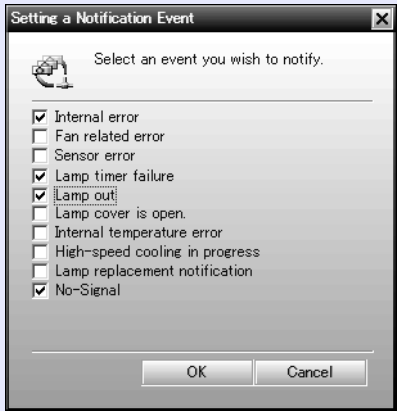 Setting a Notification Event
Select an event you wish to notify.
Internal error
Fan related error
Sensor error
Lamp timer failure
Lamp out
Lamp cover is open.
Internal temperature error
High-speed cooling in progress
Lamp replacement notification
No-Signal
OK Cancel